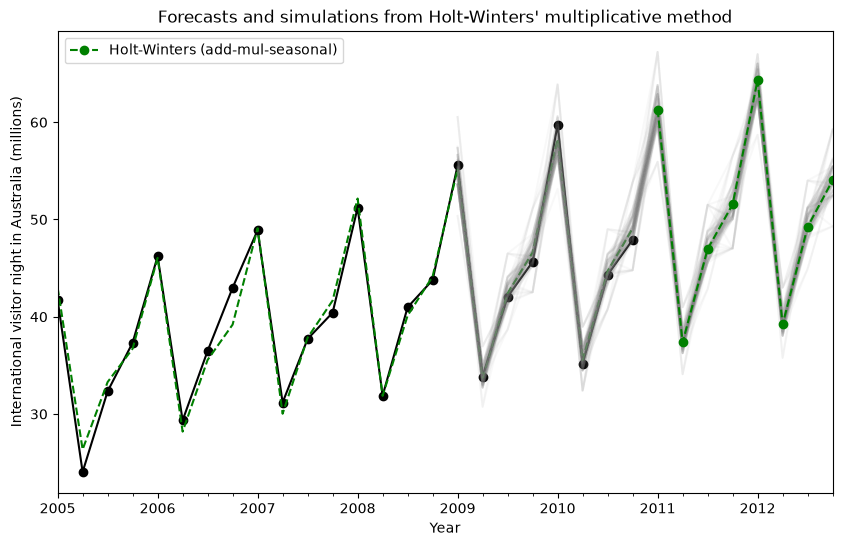 Forecasts and simulations from Holt-Winters' multiplicative method
Holt-Winters (add-mul-seasonal)
International visitor night in Australia (millions)
60
50
40
30
2005 2006 2007 2008 2009 2010 2011 2012
Year